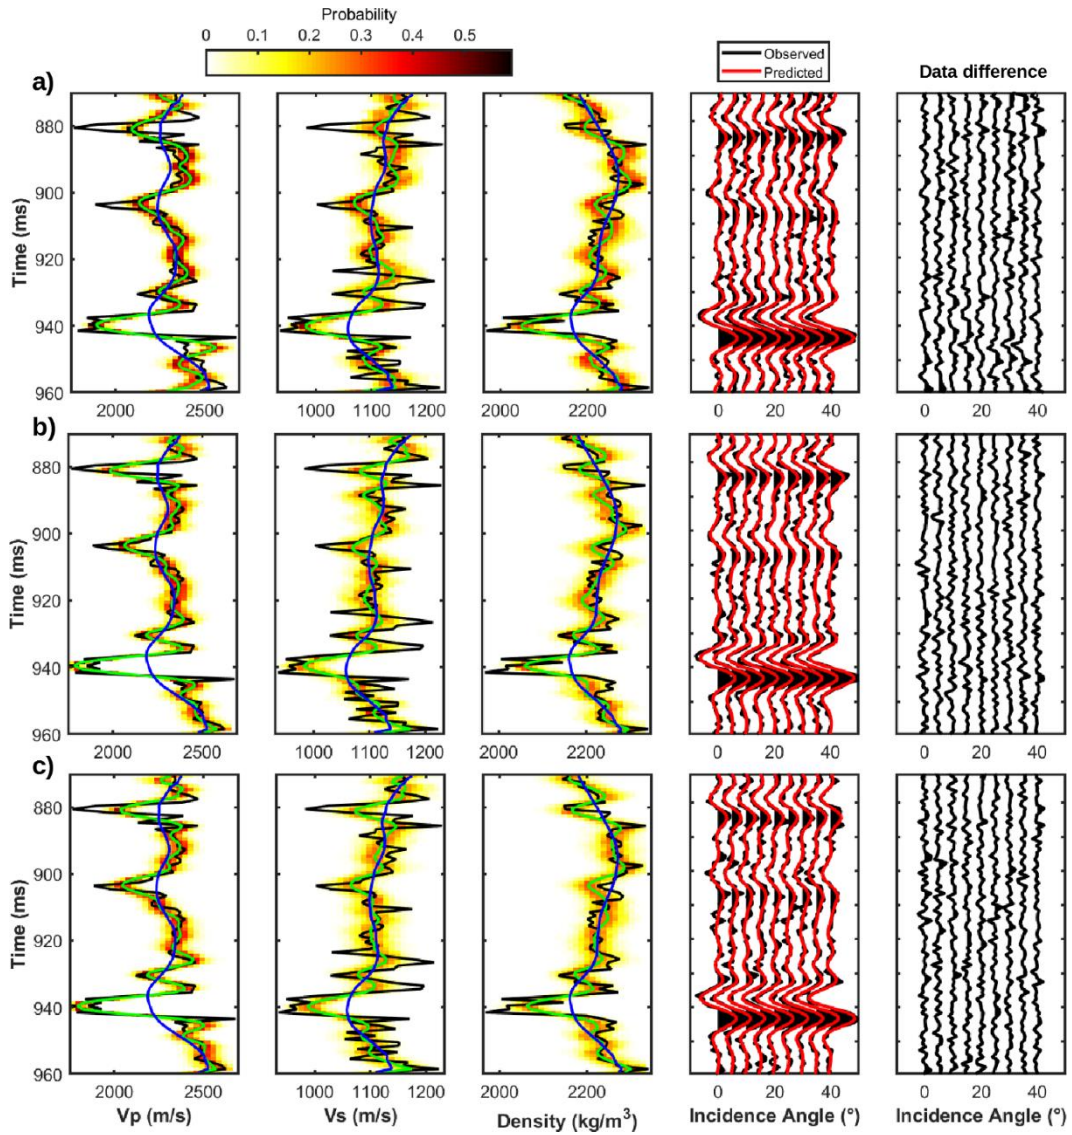 Probability
0 0.1 0.2 0.3 0.4 0.5
Observed
Predicted
Data difference
a)
Time (ms)
880
900
920
940
960
2000 2500 1000 1100 1200 2000 2200 0 20 40 0 20 40
b)
Time (ms)
880
900
920
940
960
2000 2500 1000 1100 1200 2000 2200 0 20 40 0 20 40
c)
Time (ms)
880
900
920
940
960
2000 2500 1000 1100 1200 2000 2200 0 20 40 0 20 40
Vp (m/s) Vs (m/s) Density (kg/m³) Incidence Angle (°) Incidence Angle (°)